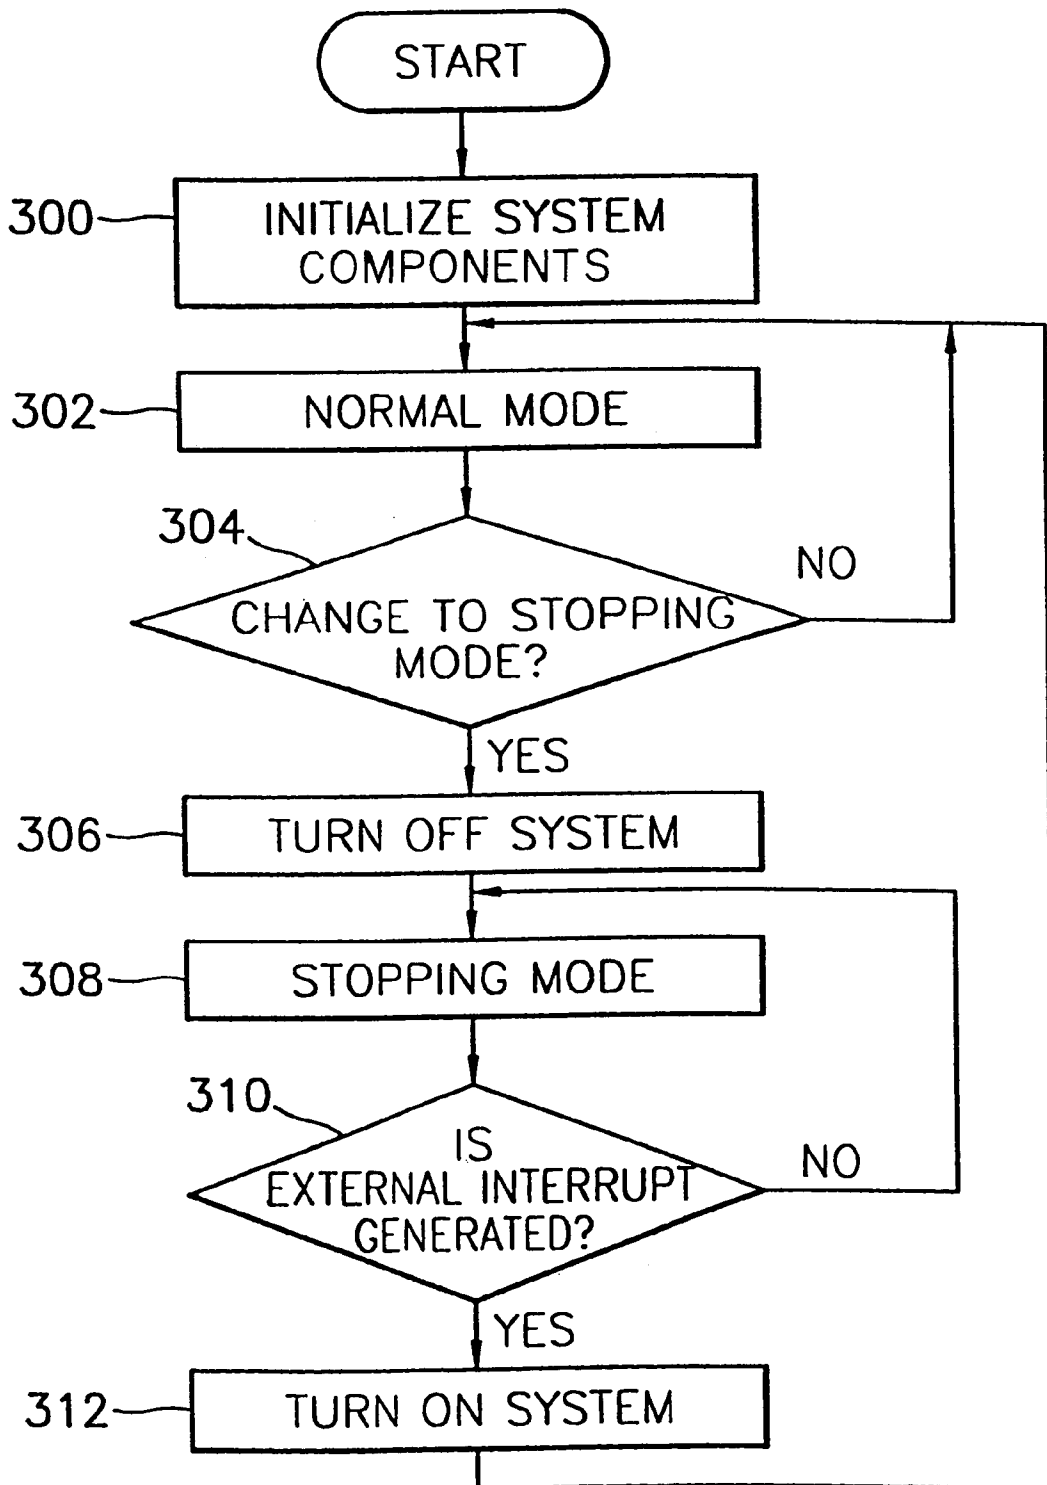 START
300
INITIALIZE SYSTEM
COMPONENTS
302
NORMAL MODE
304
NO
CHANGE TO STOPPING
MODE?
YES
306
TURN OFF SYSTEM
308
STOPPING MODE
310
IS
EXTERNAL INTERRUPT
GENERATED?
NO
YES
312
TURN ON SYSTEM